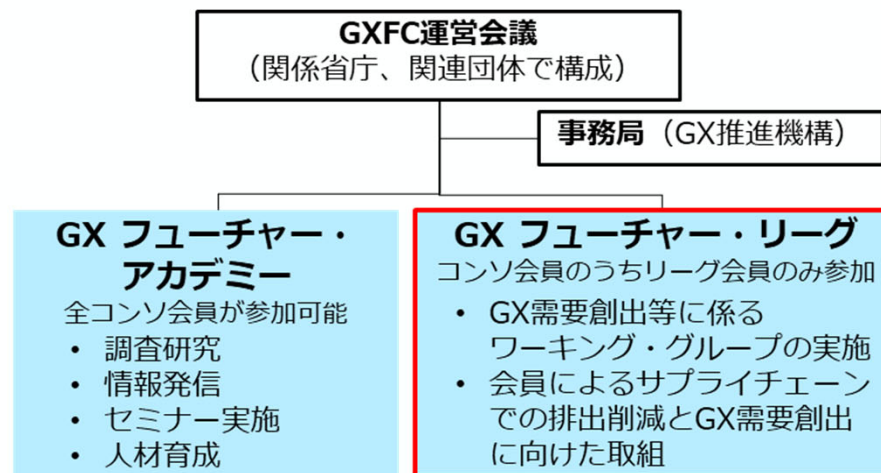 GXFC運営会議
（関係省庁、関連団体で構成）
事務局（GX推進機構）
GX フューチャー・
アカデミー
全コンソ会員が参加可能
• 調査研究
• 情報発信
• セミナー実施
• 人材育成
GX フューチャー・リーグ
コンソ会員のうちリーグ会員のみ参加
• GX需要創出等に係る
ワーキング・グループの実施
• 会員によるサプライチェーン
での排出削減とGX需要創出
に向けた取組